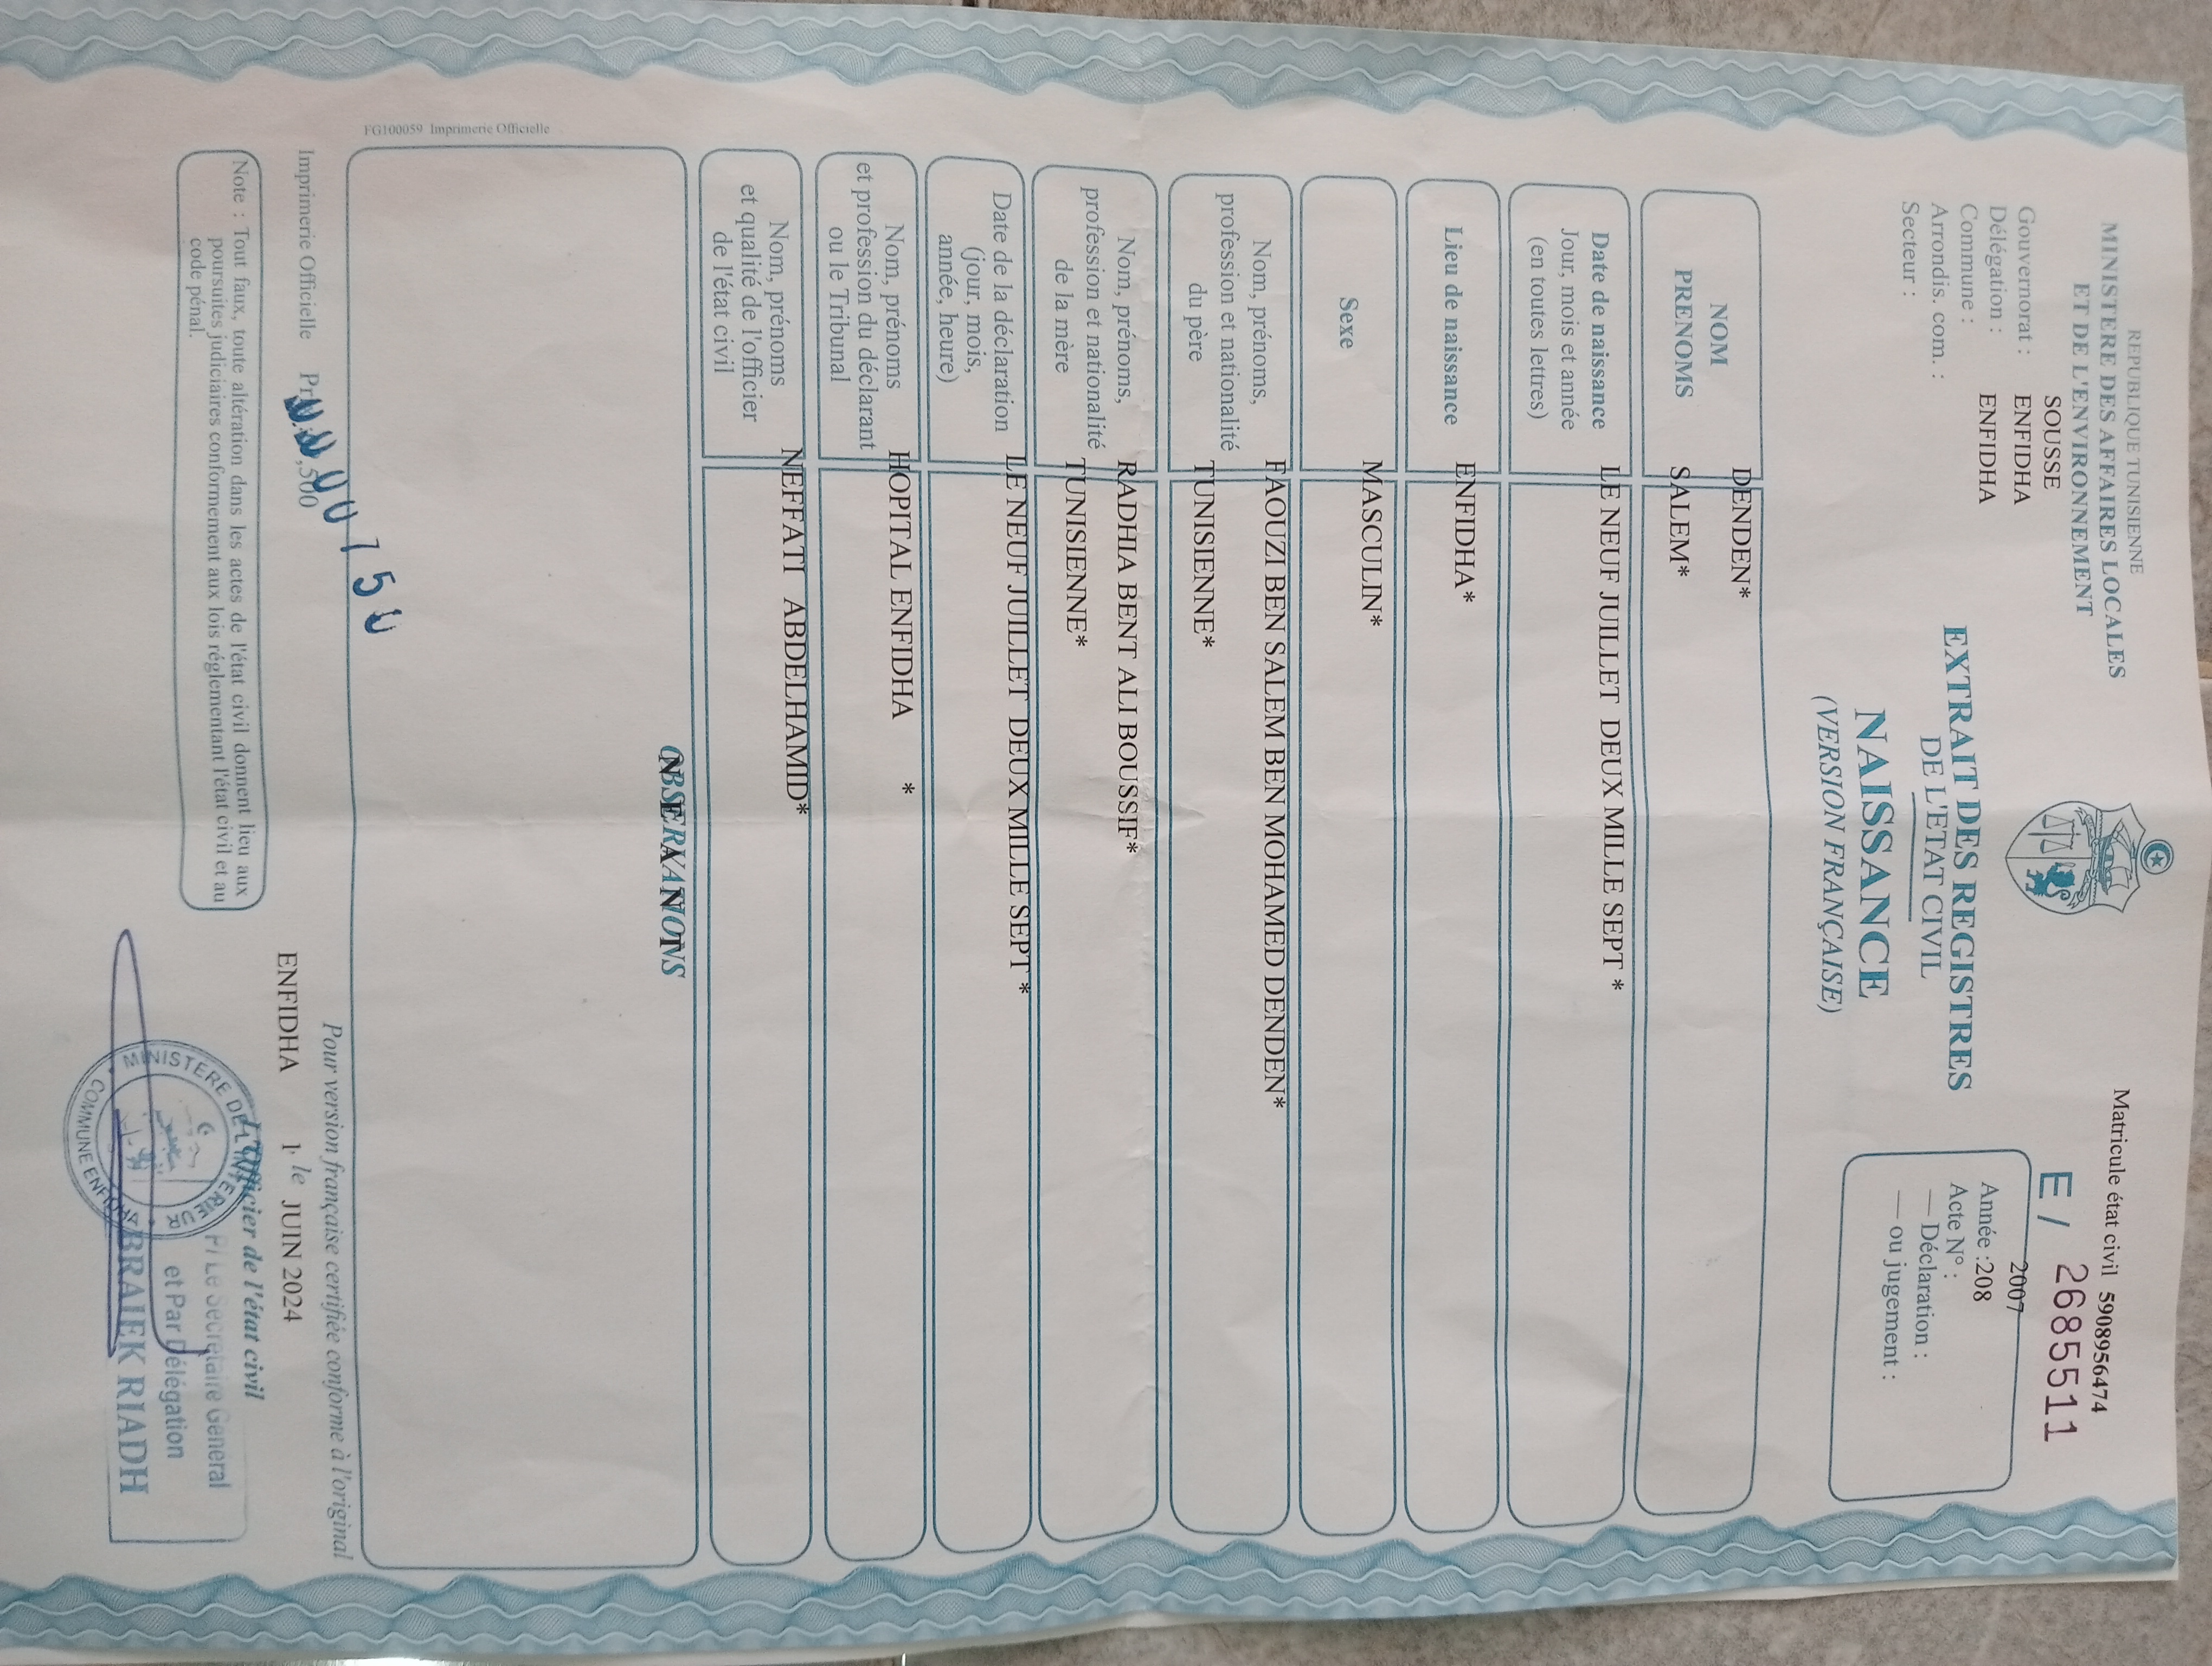 REPUBLIQUE TUNISIENNE
MINISTERE DES AFFAIRES LOCALES
ET DE L'ENVIRONNEMENT
Gouvernorat : SOUSSE
Délégation : ENFIDHA
Commune : ENFIDHA
Arrondis. com. :
Secteur :
Matricule état civil 5908956474
E / 2685511
2007
Année :208
Acte N° :
— Déclaration :
— ou jugement :
EXTRAIT DES REGISTRES
DE L'ETAT CIVIL
NAISSANCE
(VERSION FRANÇAISE)
NOM DENDEN*
PRENOMS SALEM*
Date de naissance LE NEUF JUILLET DEUX MILLE SEPT *
Jour, mois et année
(en toutes lettres)
Lieu de naissance ENFIDHA*
Sexe MASCULIN*
Nom, prénoms, FAOUZI BEN SALEM BEN MOHAMED DENDEN*
profession et nationalité
du père TUNISIENNE*
Nom, prénoms, RADHIA BENT ALI BOUSSIF*
profession et nationalité
de la mère TUNISIENNE*
Date de la déclaration LE NEUF JUILLET DEUX MILLE SEPT *
(jour, mois,
année, heure)
Nom, prénoms HOPITAL ENFIDHA *
et profession du déclarant
ou le Tribunal
Nom, prénoms NEFFATI ABDELHAMID*
et qualité de l'officier
de l'état civil
OBSERVATIONS
NEANT
FG100059 Imprimerie Officielle
Imprimerie Officielle
Note : Tout faux, toute altération dans les actes de l'état civil donnent lieu aux
poursuites judiciaires conformement aux lois réglementant l'état civil et au
code pénal.
Pour version française certifiée conforme à l'original
ENFIDHA le JUIN 2024
L'Officier de l'état civil
P/ Le Secrétaire Général
et Par Délégation
BRAIEK RIADH
MINISTERE DE L'INTERIEUR
COMMUNE ENFIDHA